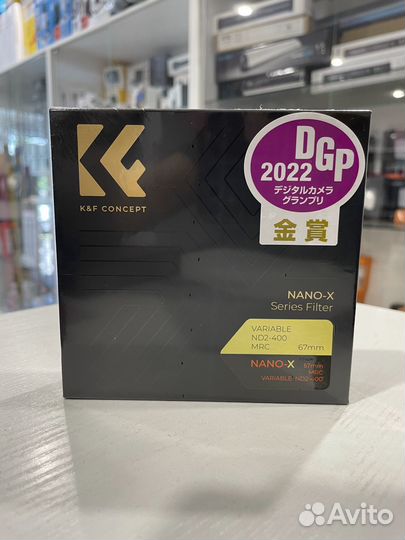 DGP
2022
デジタルカメラ
グランプリ
金賞
K&F CONCEPT
NANO-X
Series Filter
VARIABLE
ND2-400
MRC 67mm
NANO-X 67mm
MRC
VARIABLE ND2-400
Avito